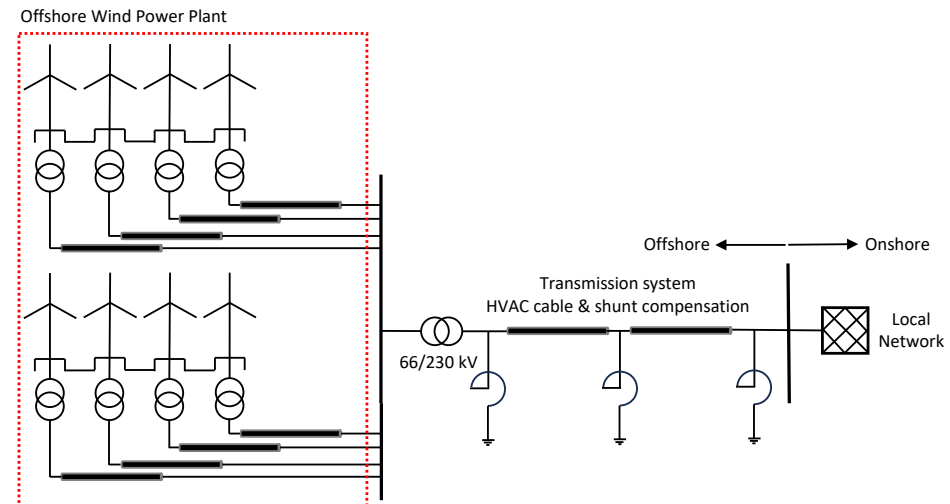 Offshore Wind Power Plant
Offshore
Onshore
Transmission system
HVAC cable & shunt compensation
Local
Network
66/230 kV